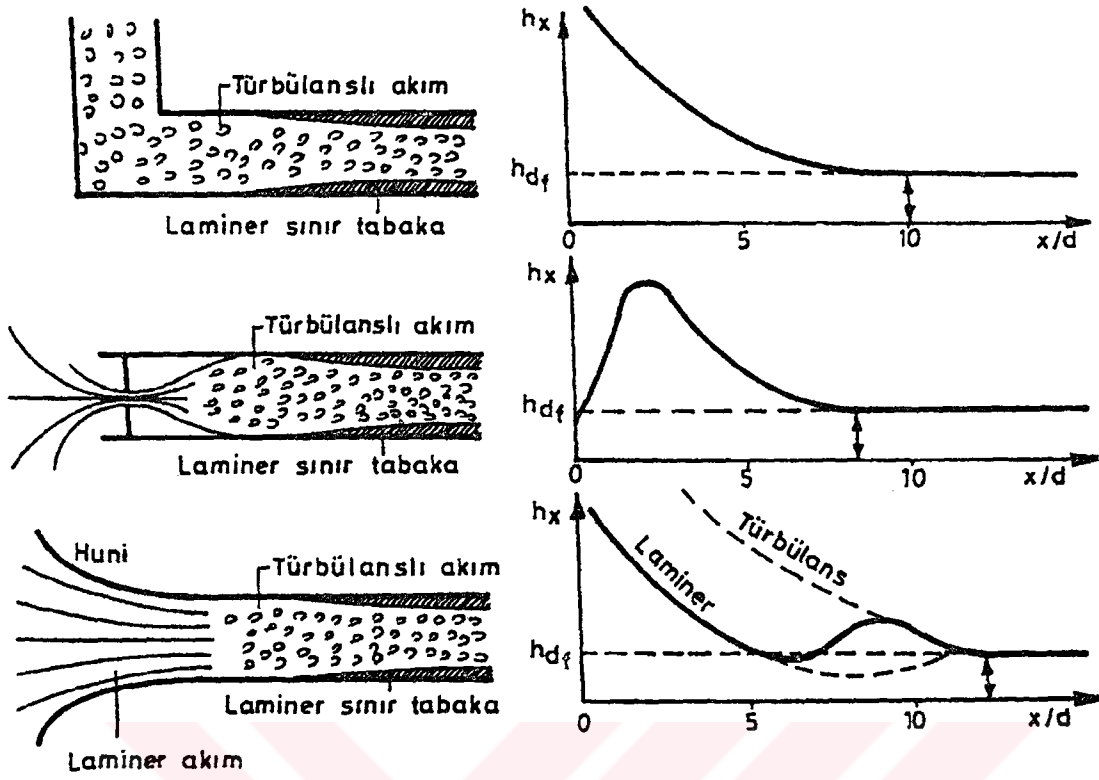 Türbülanslı akım
Laminer sınır tabaka
hx
hdf
0 5 10 x/d
Türbülanslı akım
Laminer sınır tabaka
hx
hdf
0 5 10 x/d
Huni
Türbülanslı akım
Laminer sınır tabaka
Laminer akım
hx
Laminer
Türbülans
hdf
0 5 10 x/d